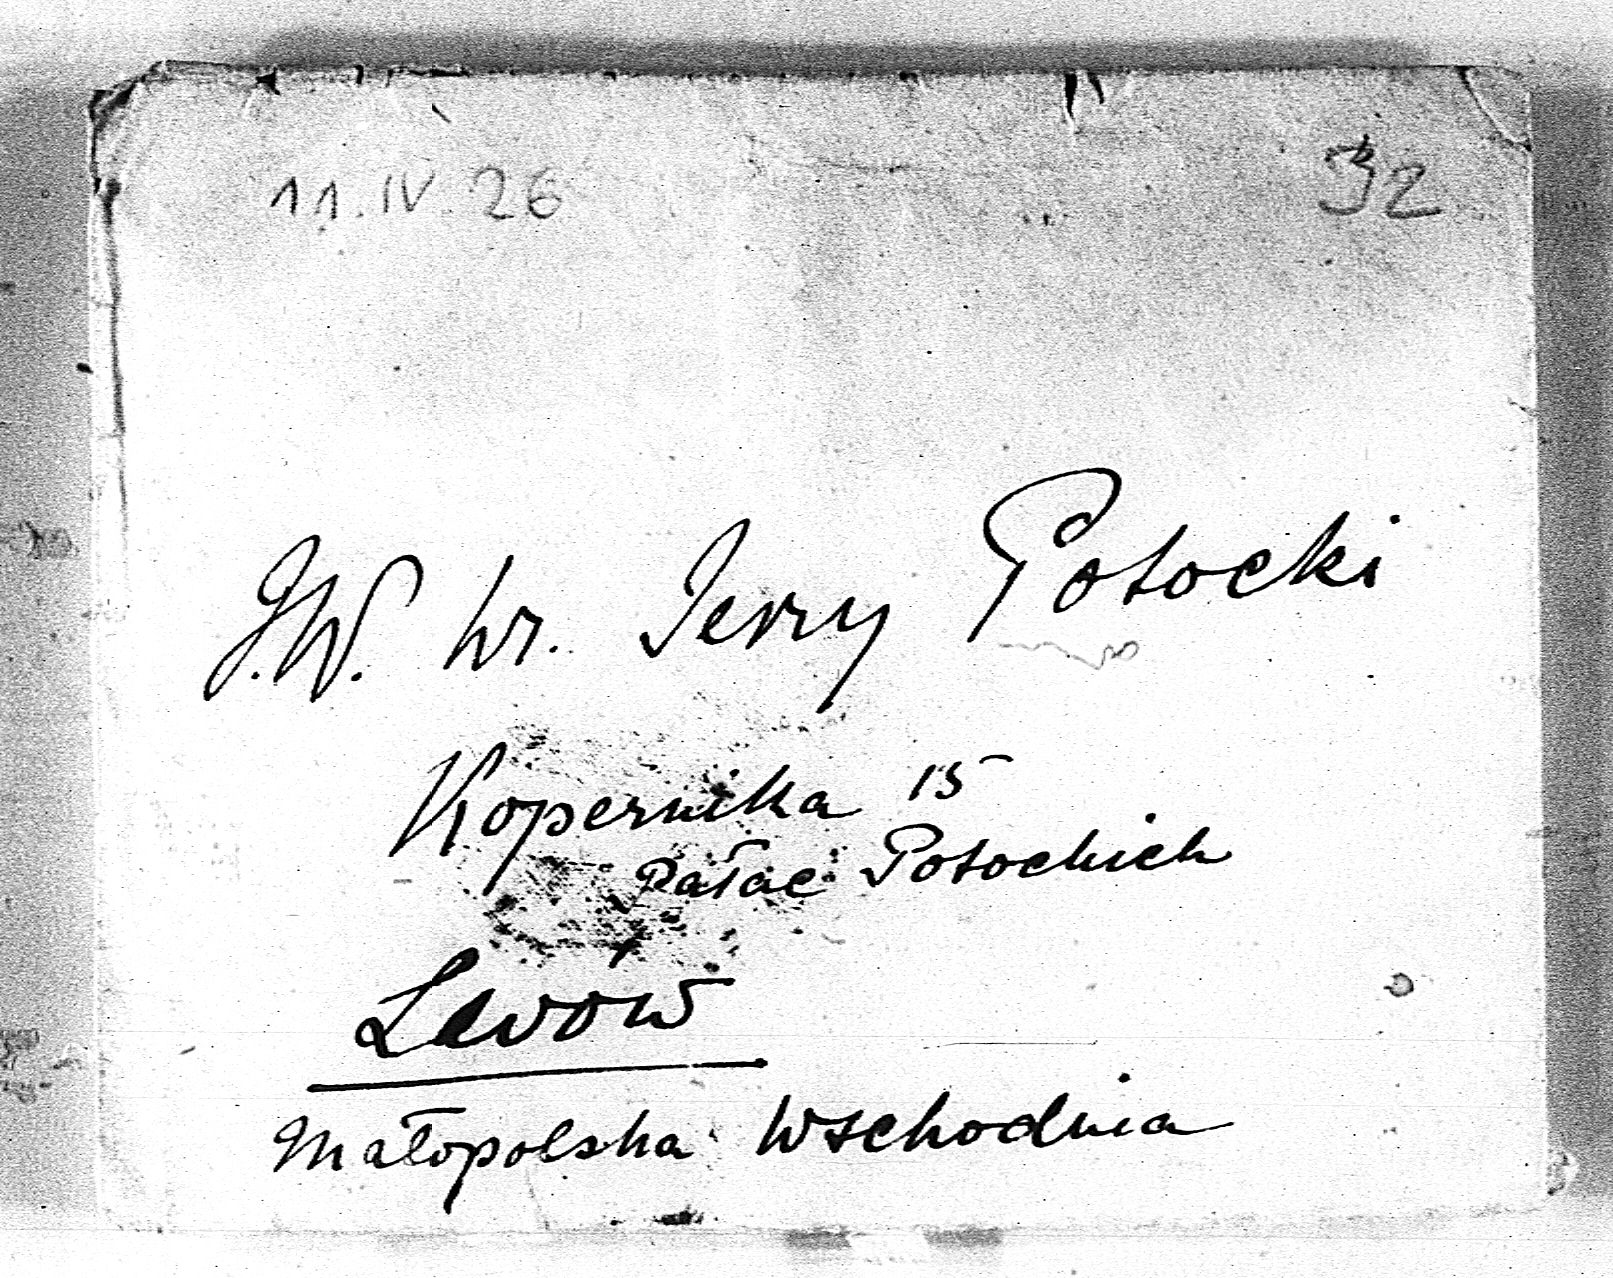 11.IV 26
32
J.W. hr. Jerzy Potocki
Kopernika 15
Pałac Potockich
Lwów
Małopolska Wschodnia